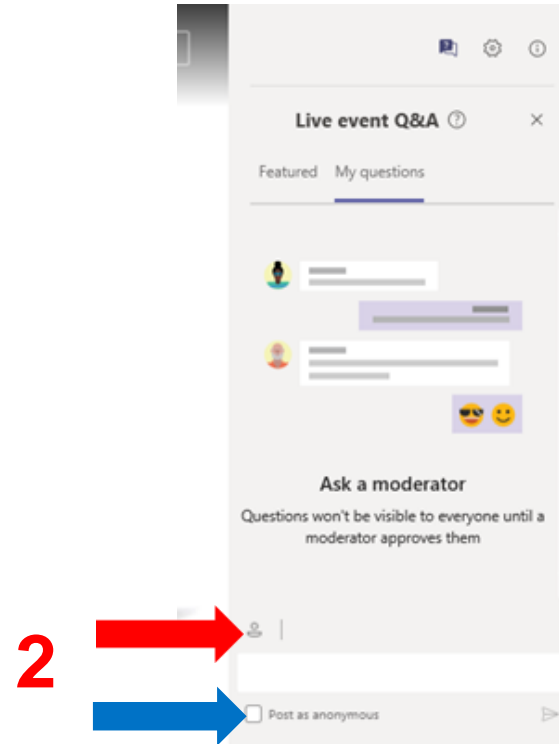 Live event Q&A
Featured My questions
Ask a moderator
Questions won't be visible to everyone until a
moderator approves them
2
Post as anonymous